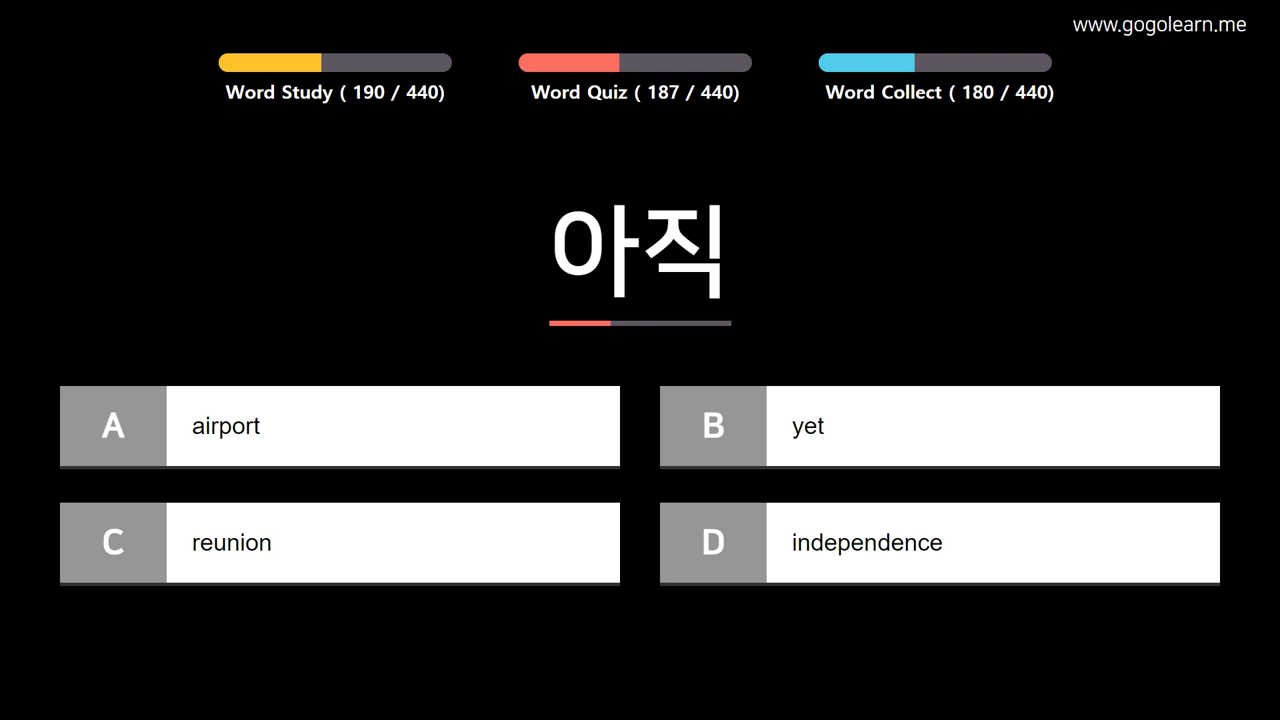 www.gogolearn.me
Word Study ( 190 / 440)
Word Quiz ( 187 / 440)
Word Collect ( 180 / 440)
아직
A airport
B yet
C reunion
D independence